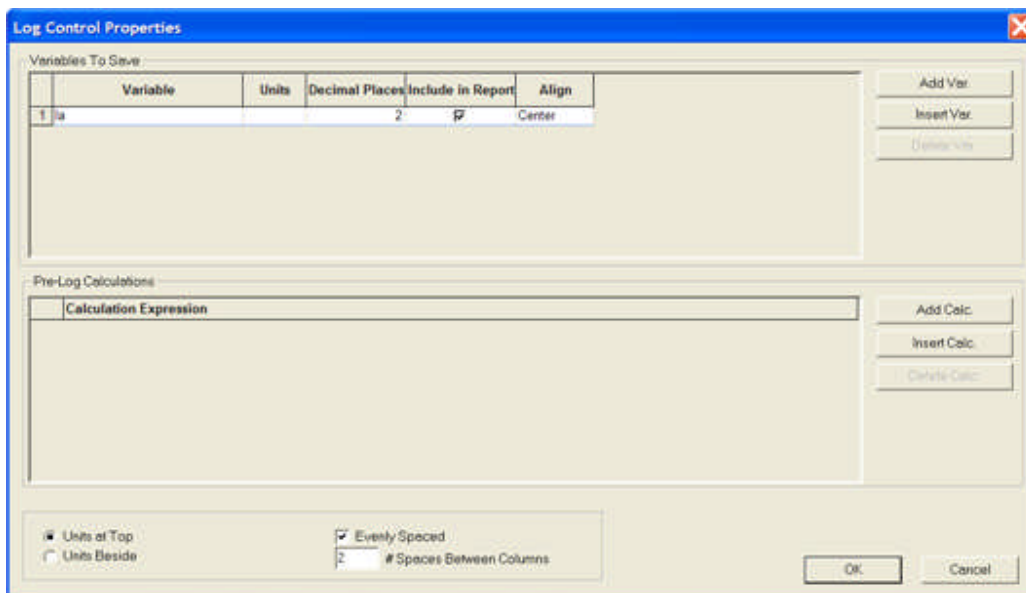 Log Control Properties
Variables To Save
Variable Units Decimal Places Include in Report Align
1 Ia 2 Center
Add Var.
Insert Var.
Delete Var.
Pre-Log Calculations
Calculation Expression
Add Calc.
Insert Calc.
Delete Calc.
Units at Top
Units Beside
Evenly Spaced
2 # Spaces Between Columns
OK
Cancel